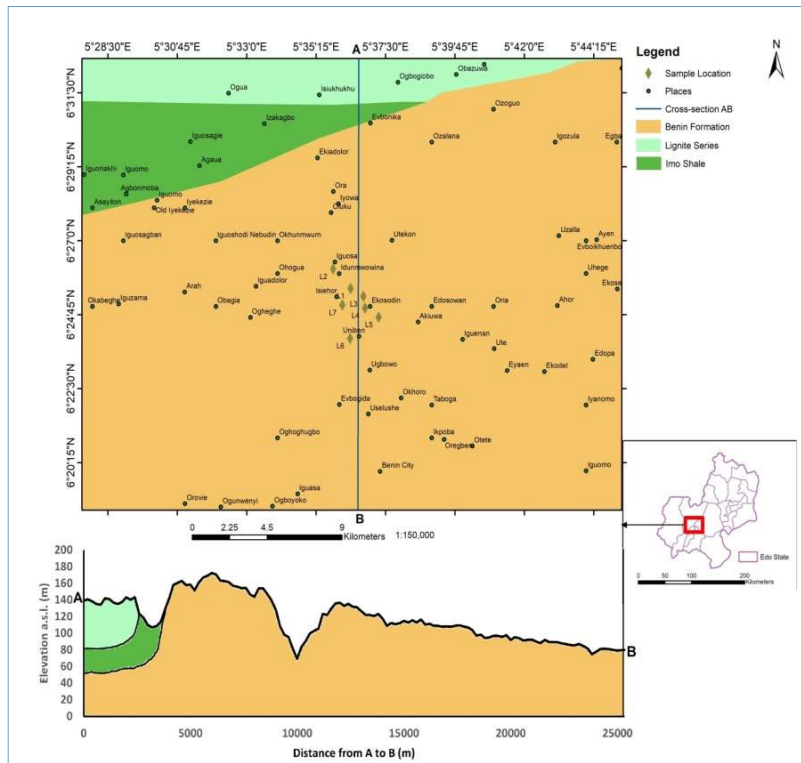 5°28'30"E 5°30'45"E 5°33'0"E 5°35'15"E 5°37'30"E 5°39'45"E 5°42'0"E 5°44'15"E
A
N
Legend
Sample Location
Places
Cross-section AB
Benin Formation
Lignite Series
Imo Shale
6°31'30"N
6°29'15"N
6°27'0"N
6°24'45"N
6°22'30"N
6°20'15"N
Obazuwa
Ogbogiobo
Ogua
Isiukhukhu
Ozoguo
Izakagbo
Evbonika
Iguosagie
Ozalana
Igozula
Egba
Ekiadolor
Agaua
Iguoriakhi
Iguomo
Ora
Agbonmoba
Iguomo
Iyowa
Asayiton
Old Iyekezie
Iyekezie
Oluku
Iguosagban
Iguoshodi Nebudin
Okhunmwum
Utekon
Uzalla
Ayen
Evboikhuenbo
Iguosa
Ohogua
L2
Idunmwowina
Uhege
Arah
Iguadolor
Isiehor
L1
Ekose
Okabeghe
Iguzama
Obagia
L3
Ekosodin
Edosowan
Oria
Ahor
Ogheghe
L7
L4
L5
Akiuwa
Uniben
L6
Iguenan
Ute
Edopa
Ugbowo
Eyaen
Ekodel
Evbogida
Okhoro
Taboga
Iyanomo
Uselushe
Oghoghugbo
Ikpoba
Oregben
Otete
Benin City
Iguomo
Iguasa
Orovie
Ogunwenyi
Ogboyoko
B
0 2.25 4.5 9
Kilometers
1:150,000
Edo State
0 50 100 200
Kilometers
Elevation a.s.l. (m)
200
180
160
140
120
100
80
60
40
20
0
A
B
0 5000 10000 15000 20000 25000
Distance from A to B (m)